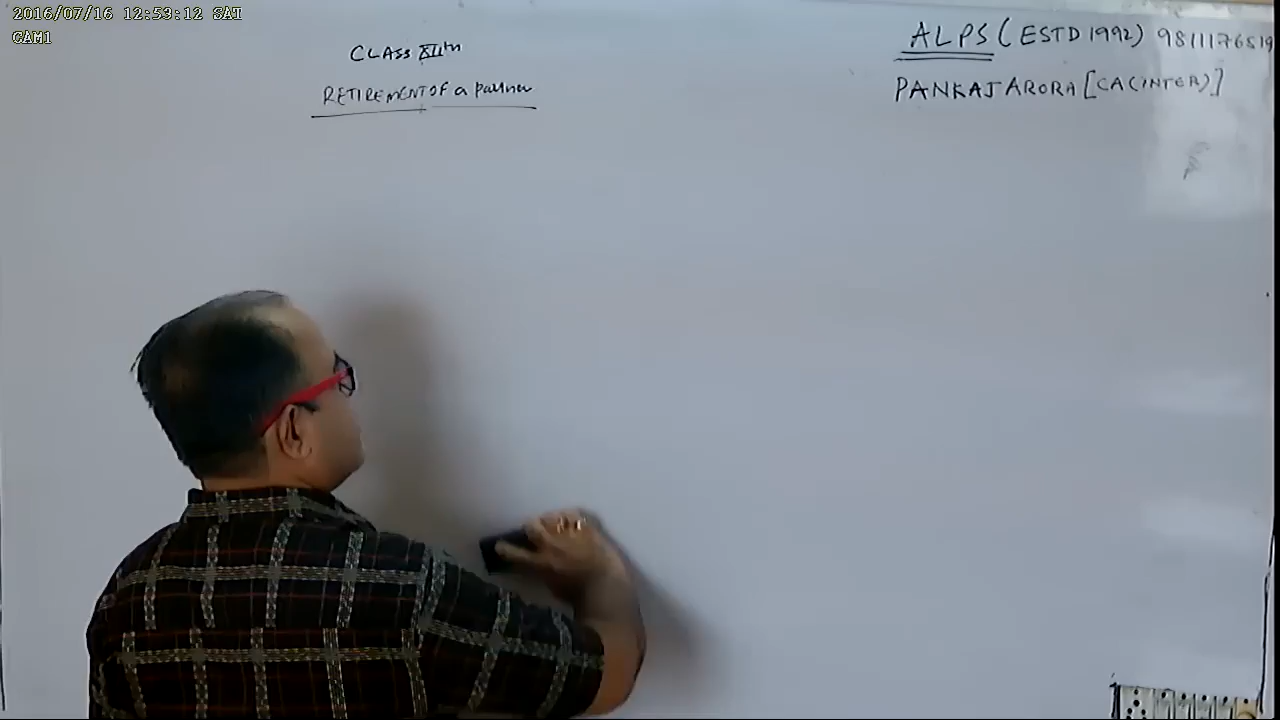 2016/07/16 12:53:12 SAT
CAM1
CLASS XIIth
RETIREMENT OF a partner
ALPS (ESTD 1992) 9811176519
PANKAJ ARORA [CA(INTER)]